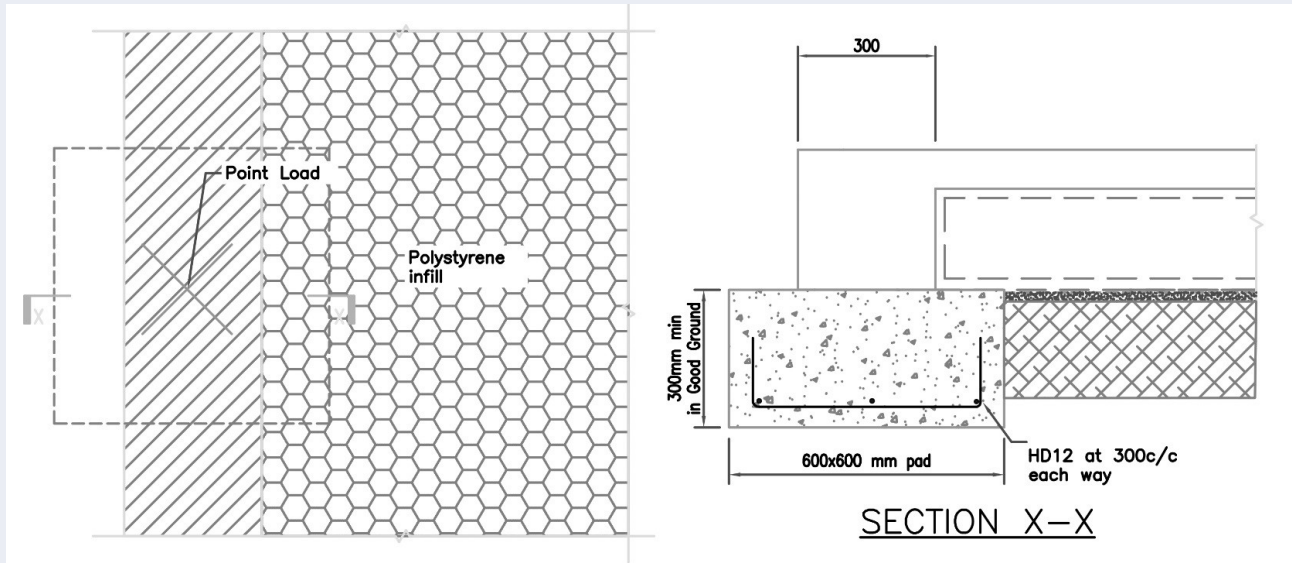 Point Load
Polystyrene
infill
X
X
300
300mm min
in Good Ground
600x600 mm pad
HD12 at 300c/c
each way
SECTION X-X